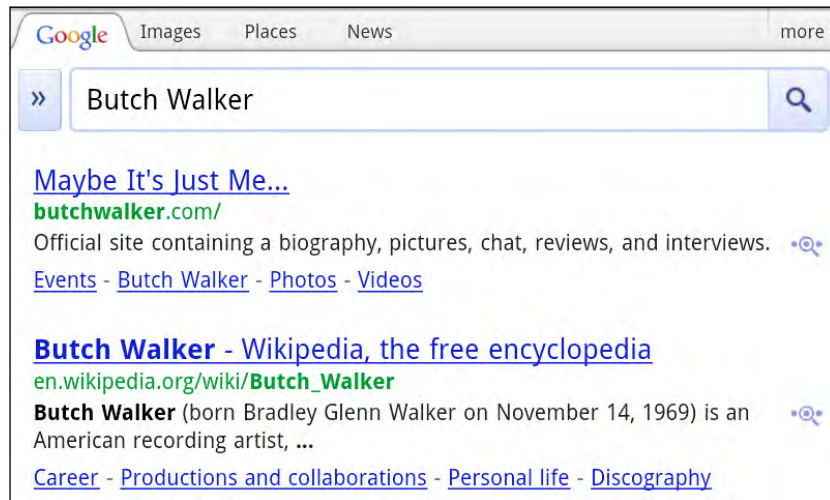 Google Images Places News more
» Butch Walker
Maybe It's Just Me...
butchwalker.com/
Official site containing a biography, pictures, chat, reviews, and interviews.
Events - Butch Walker - Photos - Videos
Butch Walker - Wikipedia, the free encyclopedia
en.wikipedia.org/wiki/Butch_Walker
Butch Walker (born Bradley Glenn Walker on November 14, 1969) is an
American recording artist, ...
Career - Productions and collaborations - Personal life - Discography